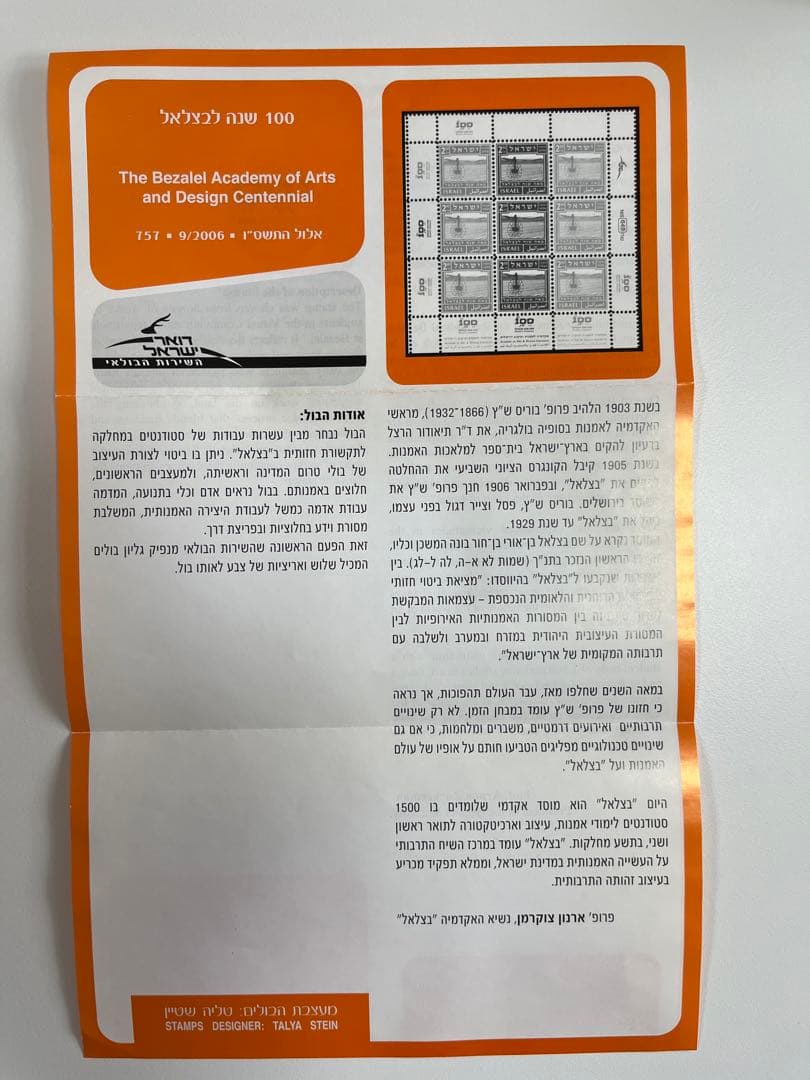 100 שנה לבצלאל
The Bezalel Academy of Arts
and Design Centennial
אלול התשס"ו ▪ 9/2006 ▪ 757
דואר
ישראל
השירות הבולאי
בשנת 1903 הלהיב פרופ' בוריס ש"ץ (1866־1932), מראשי
האקדמיה לאמנות בסופיה בולגריה, את ד"ר תיאודור הרצל
ברעיון להקים בארץ־ישראל בית־ספר למלאכות האמנות.
בשנת 1905 קיבל הקונגרס הציוני השביעי את ההחלטה
את "בצלאל", ובפברואר 1906 חנך פרופ' ש"ץ את
בירושלים. בוריס ש"ץ, פסל וצייר דגול בפני עצמו,
את "בצלאל" עד שנת 1929.
נקרא על שם בצלאל בן־אורי בן־חור בונה המשכן וכליו,
הראשון הנזכר בתנ"ך (שמות לא א–ה, לה ל–לג). בין
שנקבעו ל"בצלאל" בהיווסדו: "מציאת ביטוי חזותי
והלאומית הנכספת – עצמאות המבקשת
בין המסורות האמנותיות האירופיות לבין
המסורת העיצובית היהודית במזרח ובמערב ולשלבה עם
תרבותה המקומית של ארץ־ישראל".
במאה השנים שחלפו מאז, עבר העולם תהפוכות, אך נראה
כי חזונו של פרופ' ש"ץ עומד במבחן הזמן. לא רק שינויים
תרבותיים ואירועים דרמטיים, משברים ומלחמות, כי אם גם
שינויים טכנולוגיים מפליגים הטביעו חותם על אופיו של עולם
האמנות ועל "בצלאל".
היום "בצלאל" הוא מוסד אקדמי שלומדים בו 1500
סטודנטים לימודי אמנות, עיצוב וארכיטקטורה לתואר ראשון
ושני, בתשע מחלקות. "בצלאל" עומד במרכז השיח התרבותי
על העשייה האמנותית במדינת ישראל, וממלא תפקיד מכריע
בעיצוב זהותה התרבותית.
פרופ' ארנון צוקרמן, נשיא האקדמיה "בצלאל"
אודות הבול:
הבול נבחר מבין עשרות עבודות של סטודנטים במחלקה
לתקשורת חזותית ב"בצלאל". ניתן בו ביטוי לצורת העיצוב
של בולי טרום המדינה וראשיתה, ולמעצבים הראשונים,
חלוצים באמנותם. בבול נראים אדם וכלי בתנועה, המדמה
עבודת אדמה כמשל לעבודת היצירה האמנותית, המשלבת
מסורת וידע בחלוציות ובפריצת דרך.
זאת הפעם הראשונה שהשירות הבולאי מנפיק גליון בולים
המכיל שלוש ואריציות של צבע לאותו בול.
מעצבת הבולים: טליה שטיין
STAMPS DESIGNER: TALYA STEIN